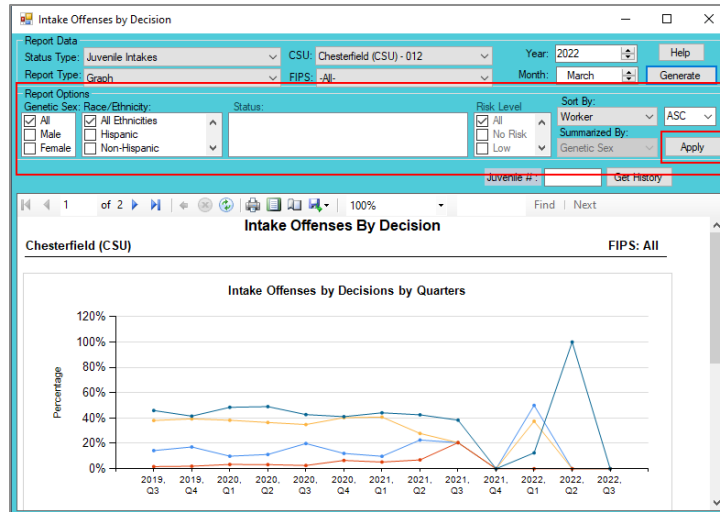 Intake Offenses by Decision
Report Data
Status Type: Juvenile Intakes CSU: Chesterfield (CSU) - 012 Year: 2022 Help
Report Type: Graph FIPS: -All- Month: March Generate
Report Options
Genetic Sex: Race/Ethnicity: Status: Risk Level Sort By:
All All Ethnicities All Worker ASC
Male Hispanic No Risk Summarized By:
Female Non-Hispanic Low Genetic Sex Apply
Juvenile # : Get History
1 of 2 100% Find | Next
Intake Offenses By Decision
Chesterfield (CSU) FIPS: All
Intake Offenses by Decisions by Quarters
Percentage
120%
100%
80%
60%
40%
20%
0%
2019, 2019, 2020, 2020, 2020, 2020, 2021, 2021, 2021, 2021, 2022, 2022, 2022,
Q3 Q4 Q1 Q2 Q3 Q4 Q1 Q2 Q3 Q4 Q1 Q2 Q3